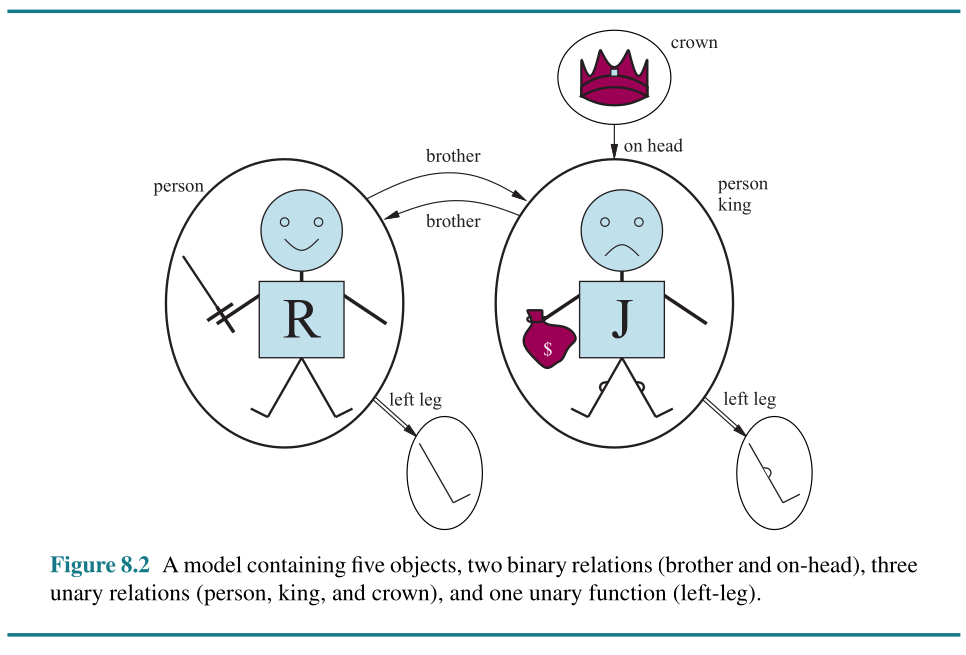 crown
on head
brother
person
person
king
brother
R
J
$
left leg
left leg
Figure 8.2 A model containing five objects, two binary relations (brother and on-head), three
unary relations (person, king, and crown), and one unary function (left-leg).